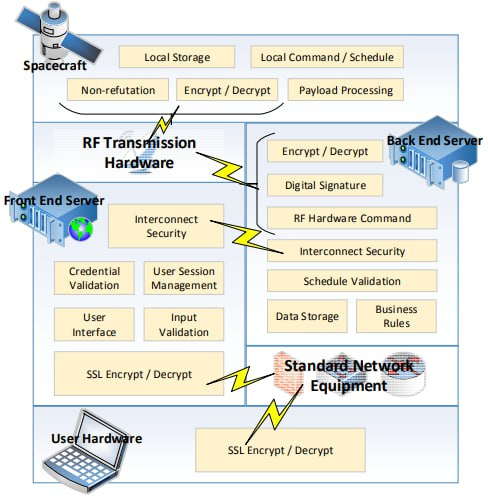 Spacecraft
Local Storage
Local Command / Schedule
Non-refutation
Encrypt / Decrypt
Payload Processing
RF Transmission
Hardware
Back End Server
Encrypt / Decrypt
Digital Signature
RF Hardware Command
Interconnect Security
Schedule Validation
Data Storage
Business
Rules
Front End Server
Interconnect
Security
Credential
Validation
User Session
Management
User
Interface
Input
Validation
SSL Encrypt / Decrypt
Standard Network
Equipment
User Hardware
SSL Encrypt / Decrypt